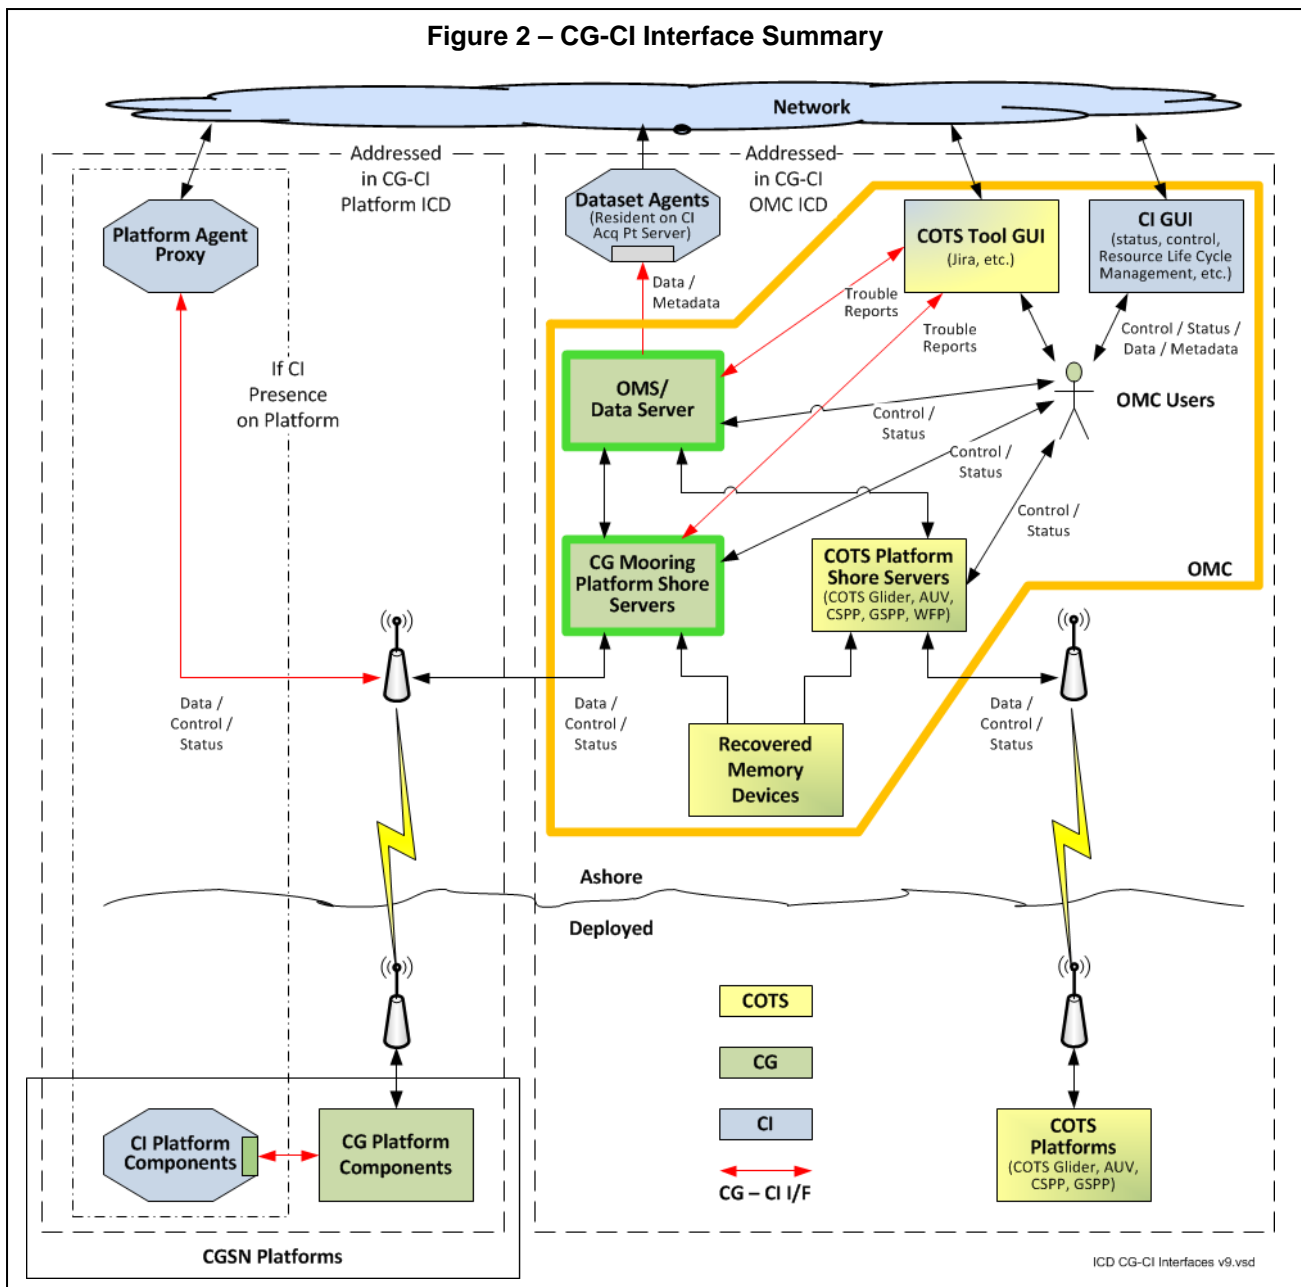 Figure 2 – CG-CI Interface Summary
Network
Addressed
in CG-CI
Platform ICD
Addressed
in CG-CI
OMC ICD
Platform Agent
Proxy
Dataset Agents
(Resident on CI
Acq Pt Server)
COTS Tool GUI
(Jira, etc.)
CI GUI
(status, control,
Resource Life Cycle
Management, etc.)
Data /
Metadata
Trouble
Reports
Trouble
Reports
Control / Status /
Data / Metadata
If CI
Presence
on Platform
OMS/
Data Server
OMC Users
Control /
Status
Control /
Status
Control /
Status
CG Mooring
Platform Shore
Servers
COTS Platform
Shore Servers
(COTS Glider, AUV,
CSPP, GSPP, WFP)
OMC
Data /
Control /
Status
Data /
Control /
Status
Data /
Control /
Status
Recovered
Memory
Devices
Ashore
Deployed
COTS
CG
CI
CG – CI I/F
CI Platform
Components
CG Platform
Components
COTS
Platforms
(COTS Glider, AUV,
CSPP, GSPP)
CGSN Platforms
ICD CG-CI Interfaces v9.vsd